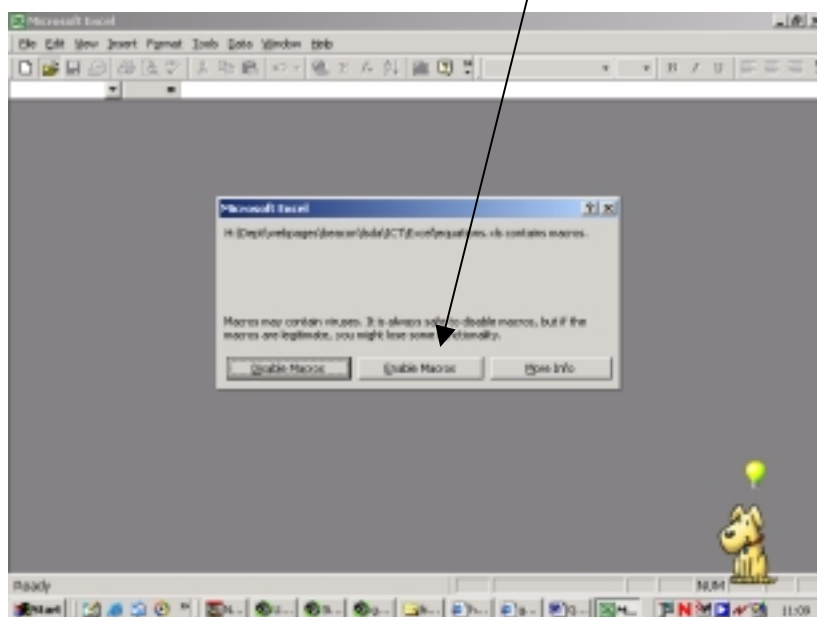 Microsoft Excel
File Edit View Insert Format Tools Data Window Help
B I U
=
Microsoft Excel
contains macros.
Macros may contain viruses. It is always safe to disable macros, but if the
macros are legitimate, you might lose some functionality.
Disable Macros Enable Macros More Info
Ready NUM
Start 11:09